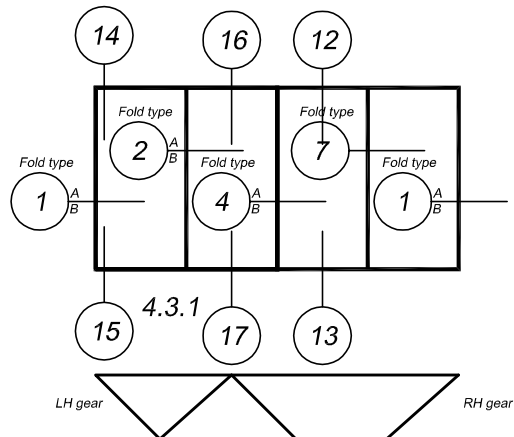 14 16 12
Fold type Fold type
2 A 7
B
Fold type Fold type Fold type
1 A 4 A 1 A
B B B
15 4.3.1 17 13
LH gear RH gear